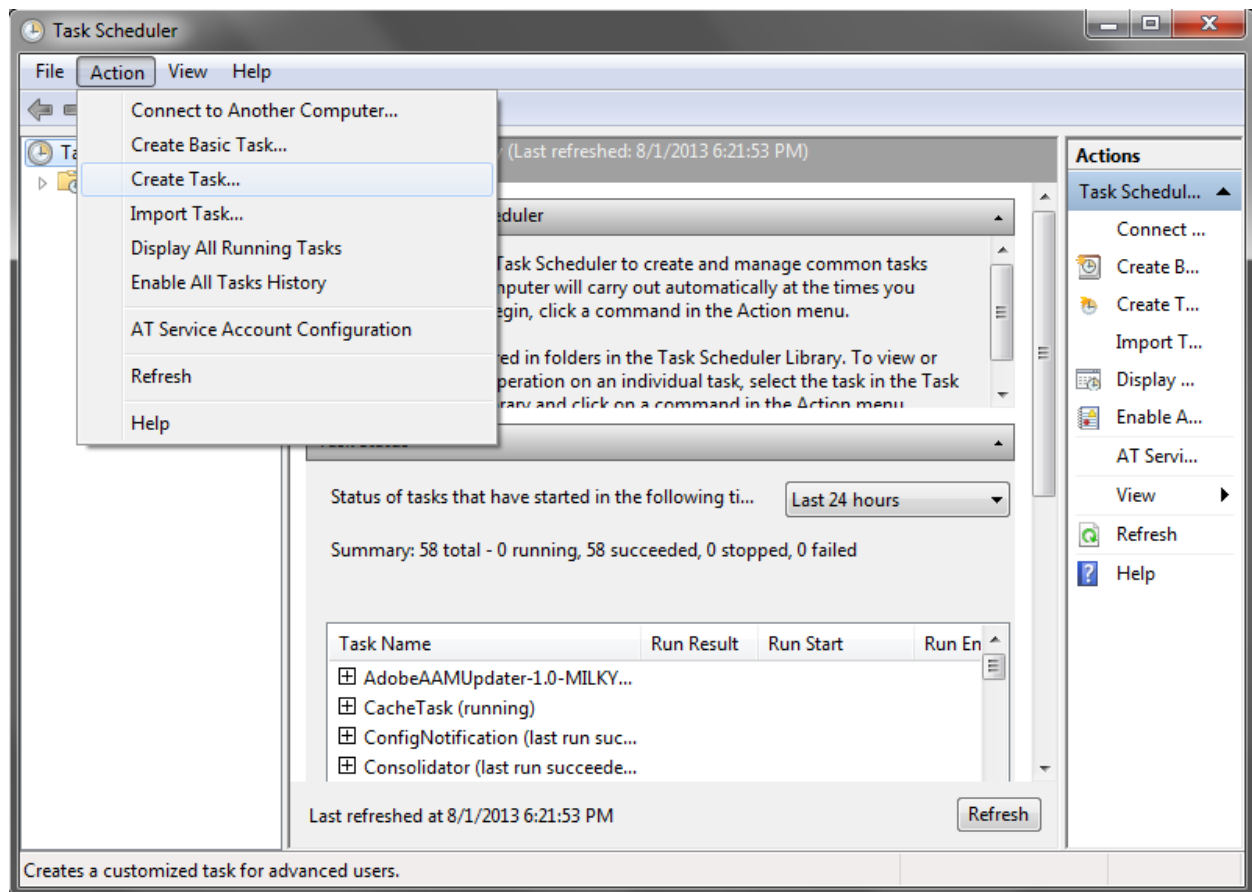 Task Scheduler
File Action View Help
Connect to Another Computer...
Create Basic Task...
Create Task...
Import Task...
Display All Running Tasks
Enable All Tasks History
AT Service Account Configuration
Refresh
Help
(Last refreshed: 8/1/2013 6:21:53 PM)
Task Scheduler to create and manage common tasks
will carry out automatically at the times you
click a command in the Action menu.
in folders in the Task Scheduler Library. To view or
on an individual task, select the task in the Task
and click on a command in the Action menu
Status of tasks that have started in the following ti... Last 24 hours
Summary: 58 total - 0 running, 58 succeeded, 0 stopped, 0 failed
Task Name Run Result Run Start Run En
AdobeAAMUpdater-1.0-MILKY...
CacheTask (running)
ConfigNotification (last run suc...
Consolidator (last run succeede...
Last refreshed at 8/1/2013 6:21:53 PM Refresh
Actions
Task Schedul...
Connect ...
Create B...
Create T...
Import T...
Display ...
Enable A...
AT Servi...
View
Refresh
Help
Creates a customized task for advanced users.